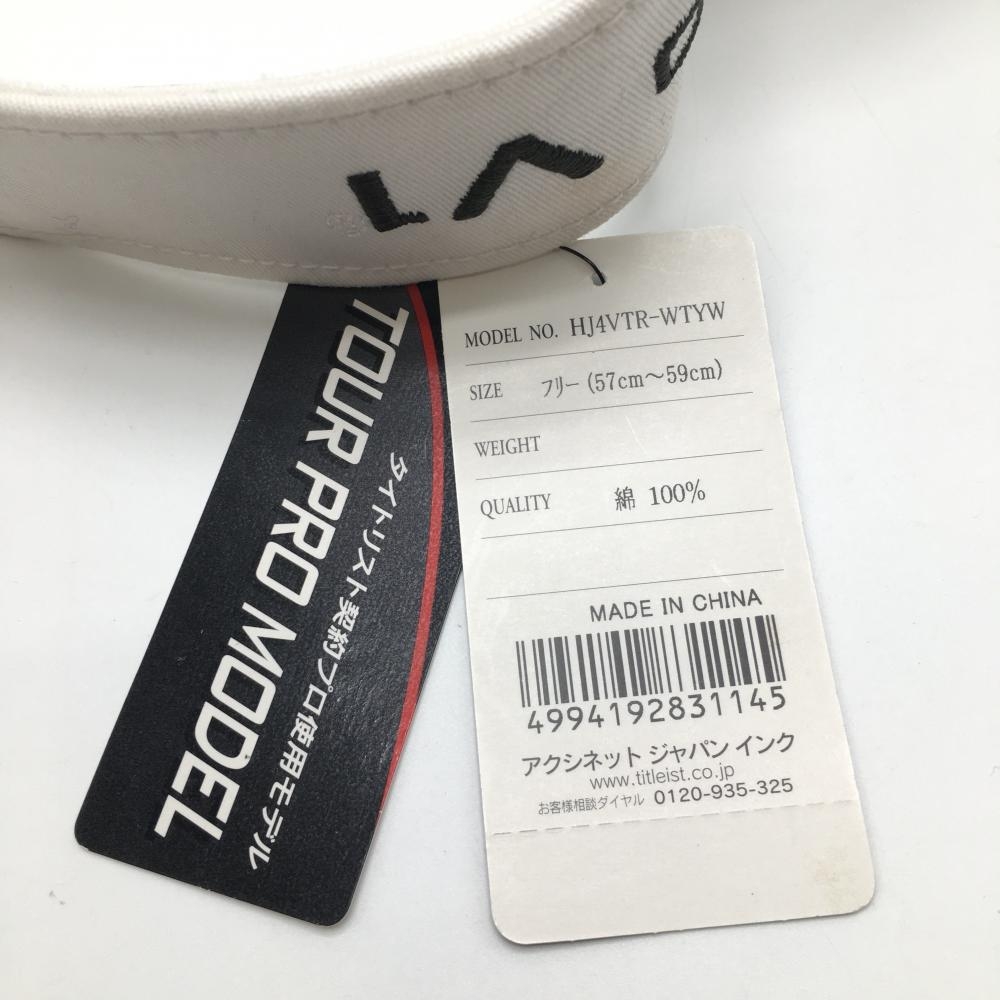 LA
TOUR PRO MODEL
タイトリスト契約プロ使用モデル
MODEL NO. HJ4VTR-WTYW
SIZE フリー (57cm〜59cm)
WEIGHT
QUALITY 綿 100%
MADE IN CHINA
4994192831145
アクシネット ジャパン インク
www.titleist.co.jp
お客様相談ダイヤル 0120-935-325